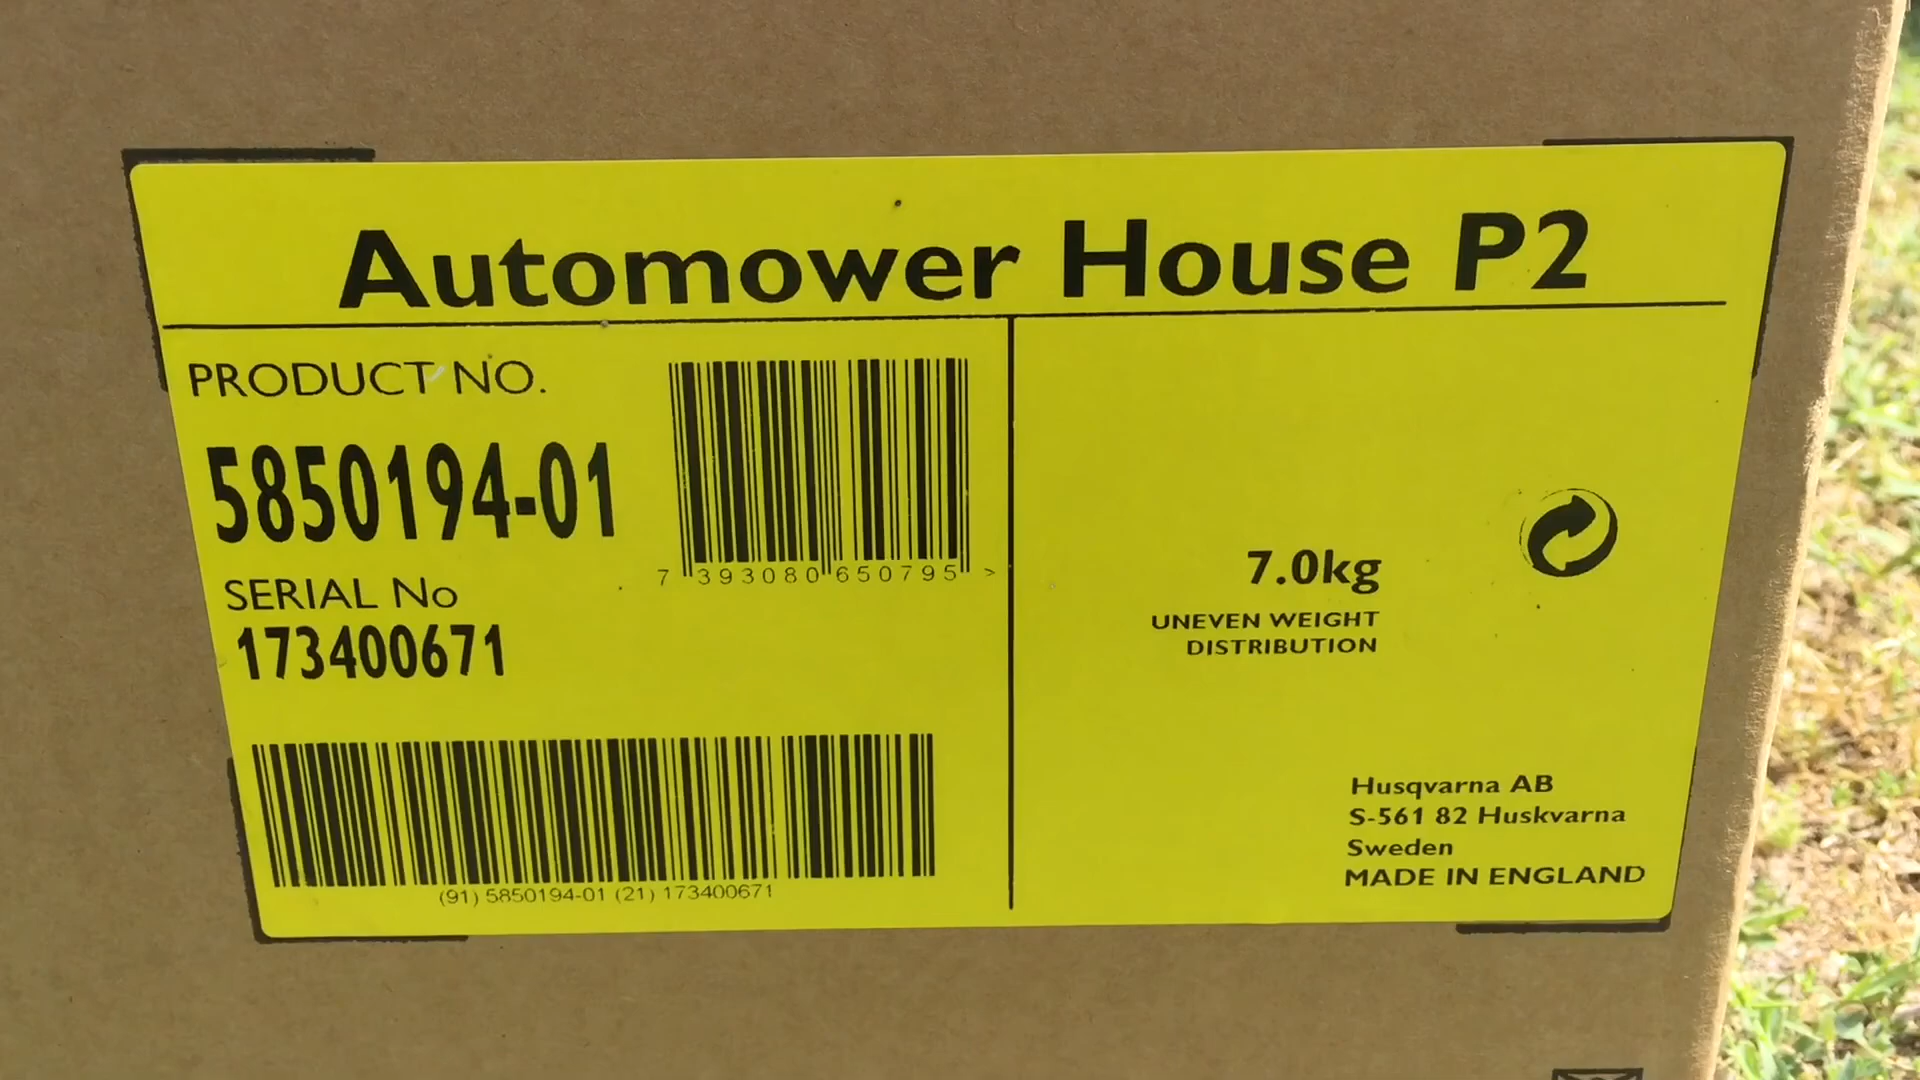 Automower House P2
PRODUCT NO.
5850194-01
7 393080 650795 >
SERIAL No
173400671
(91) 5850194-01 (21) 173400671
7.0kg
UNEVEN WEIGHT
DISTRIBUTION
Husqvarna AB
S-561 82 Huskvarna
Sweden
MADE IN ENGLAND